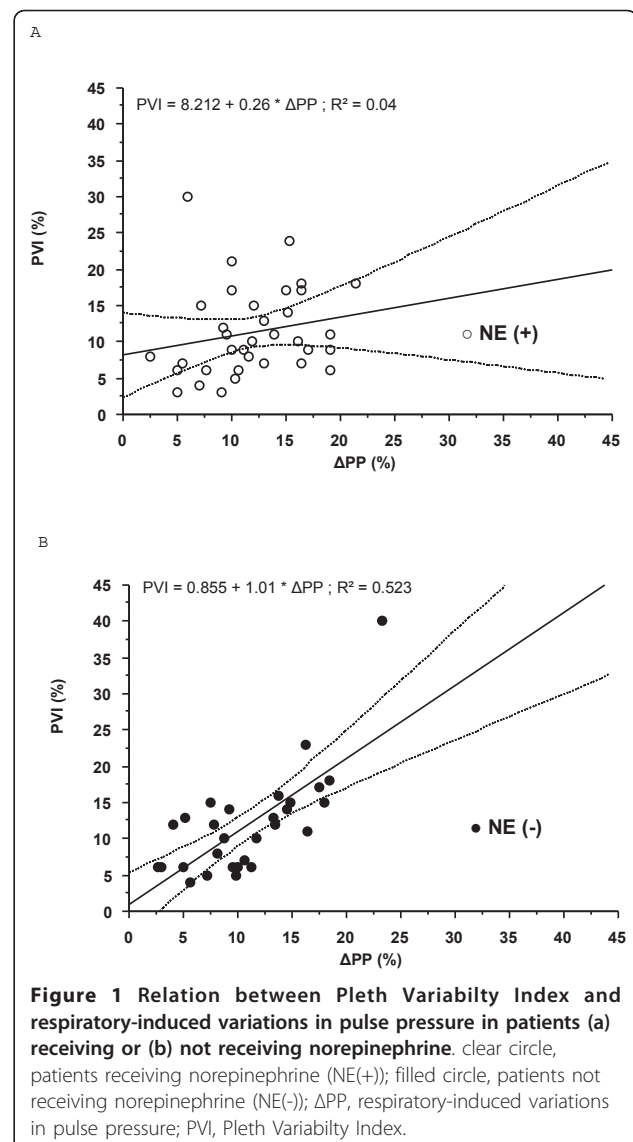 A
PVI = 8.212 + 0.26 * ΔPP ; R² = 0.04
45
40
35
30
25
20
15
10
5
0
PVI (%)
NE (+)
0 5 10 15 20 25 30 35 40 45
ΔPP (%)
B
PVI = 0.855 + 1.01 * ΔPP ; R² = 0.523
45
40
35
30
25
20
15
10
5
0
PVI (%)
NE (-)
0 5 10 15 20 25 30 35 40 45
ΔPP (%)
Figure 1 Relation between Pleth Variabilty Index and
respiratory-induced variations in pulse pressure in patients (a)
receiving or (b) not receiving norepinephrine. clear circle,
patients receiving norepinephrine (NE(+)); filled circle, patients not
receiving norepinephrine (NE(-)); ΔPP, respiratory-induced variations
in pulse pressure; PVI, Pleth Variabilty Index.